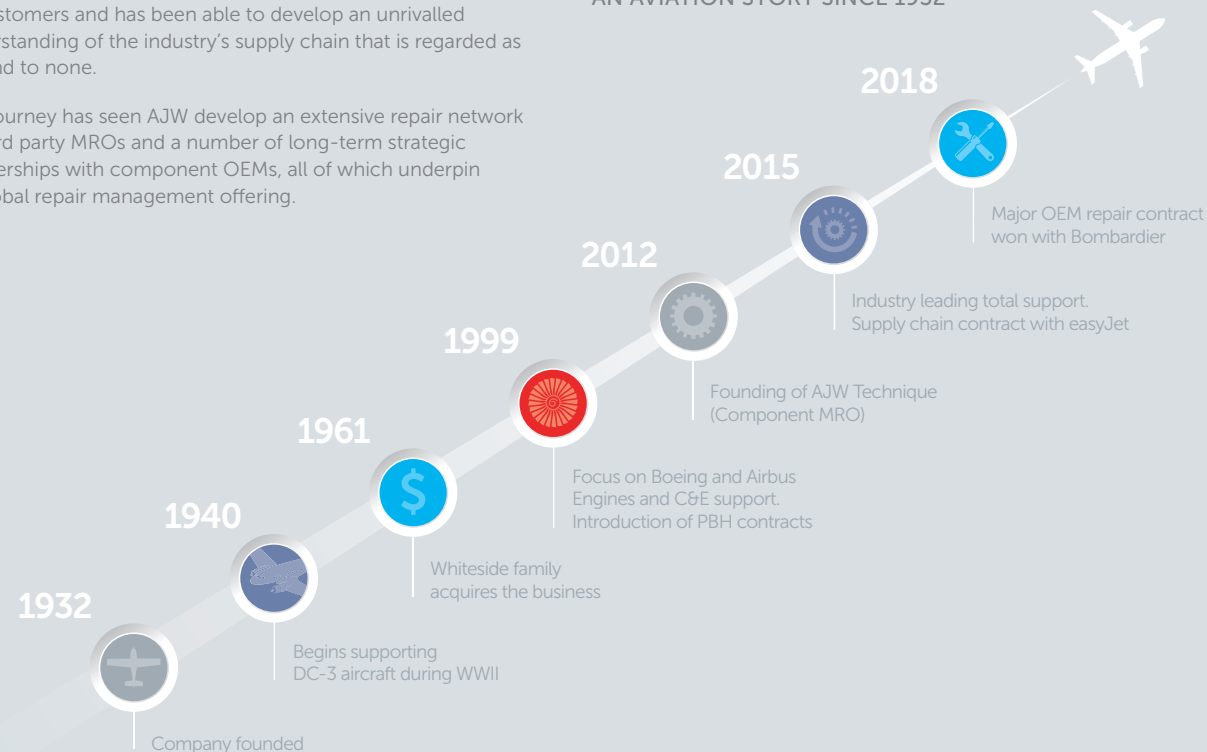 stomers and has been able to develop an unrivalled
rstanding of the industry's supply chain that is regarded as
nd to none.
ourney has seen AJW develop an extensive repair network
rd party MROs and a number of long-term strategic
erships with component OEMs, all of which underpin
obal repair management offering.
AN AVIATION STORY SINCE 1932
2018
Major OEM repair contract
won with Bombardier
2015
Industry leading total support.
Supply chain contract with easyJet
2012
Founding of AJW Technique
(Component MRO)
1999
Focus on Boeing and Airbus
Engines and C&E support.
Introduction of PBH contracts
1961
$
Whiteside family
acquires the business
1940
Begins supporting
DC-3 aircraft during WWII
1932
Company founded